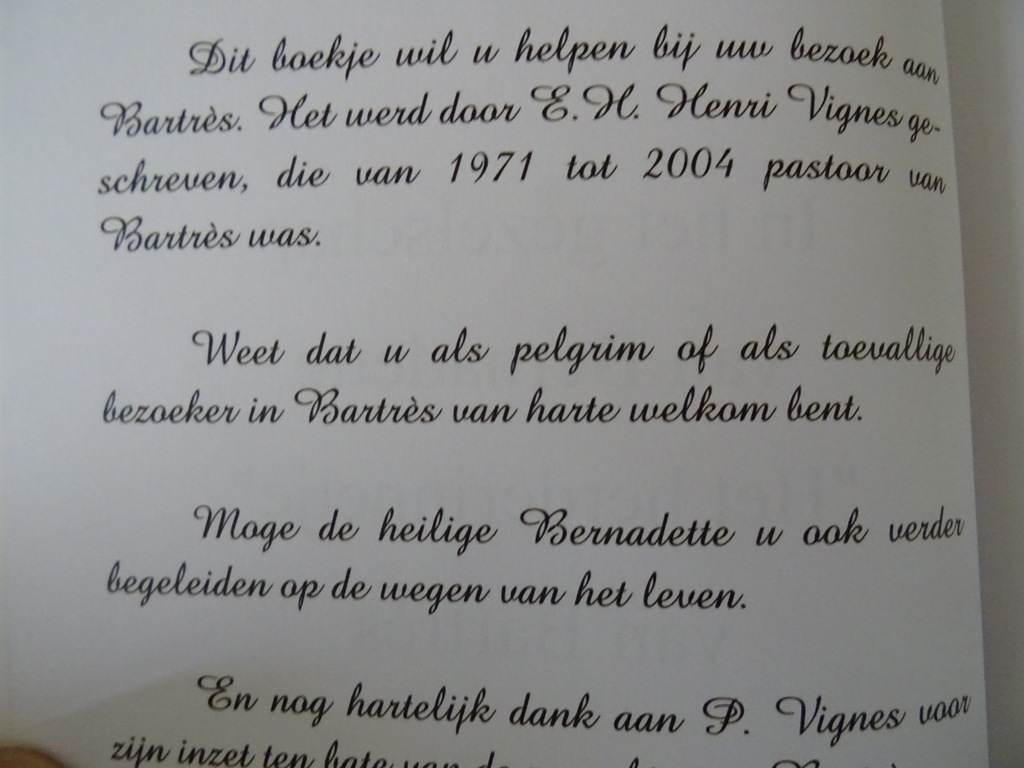 Dit boekje wil u helpen bij uw bezoek aan
Bartrès. Het werd door E.H. Henri Vignes ge-
schreven, die van 1971 tot 2004 pastoor van
Bartrès was.
Weet dat u als pelgrim of als toevallige
bezoeker in Bartrès van harte welkom bent.
Moge de heilige Bernadette u ook verder
begeleiden op de wegen van het leven.
En nog hartelijk dank aan P. Vignes voor
zijn inzet ten bate van de